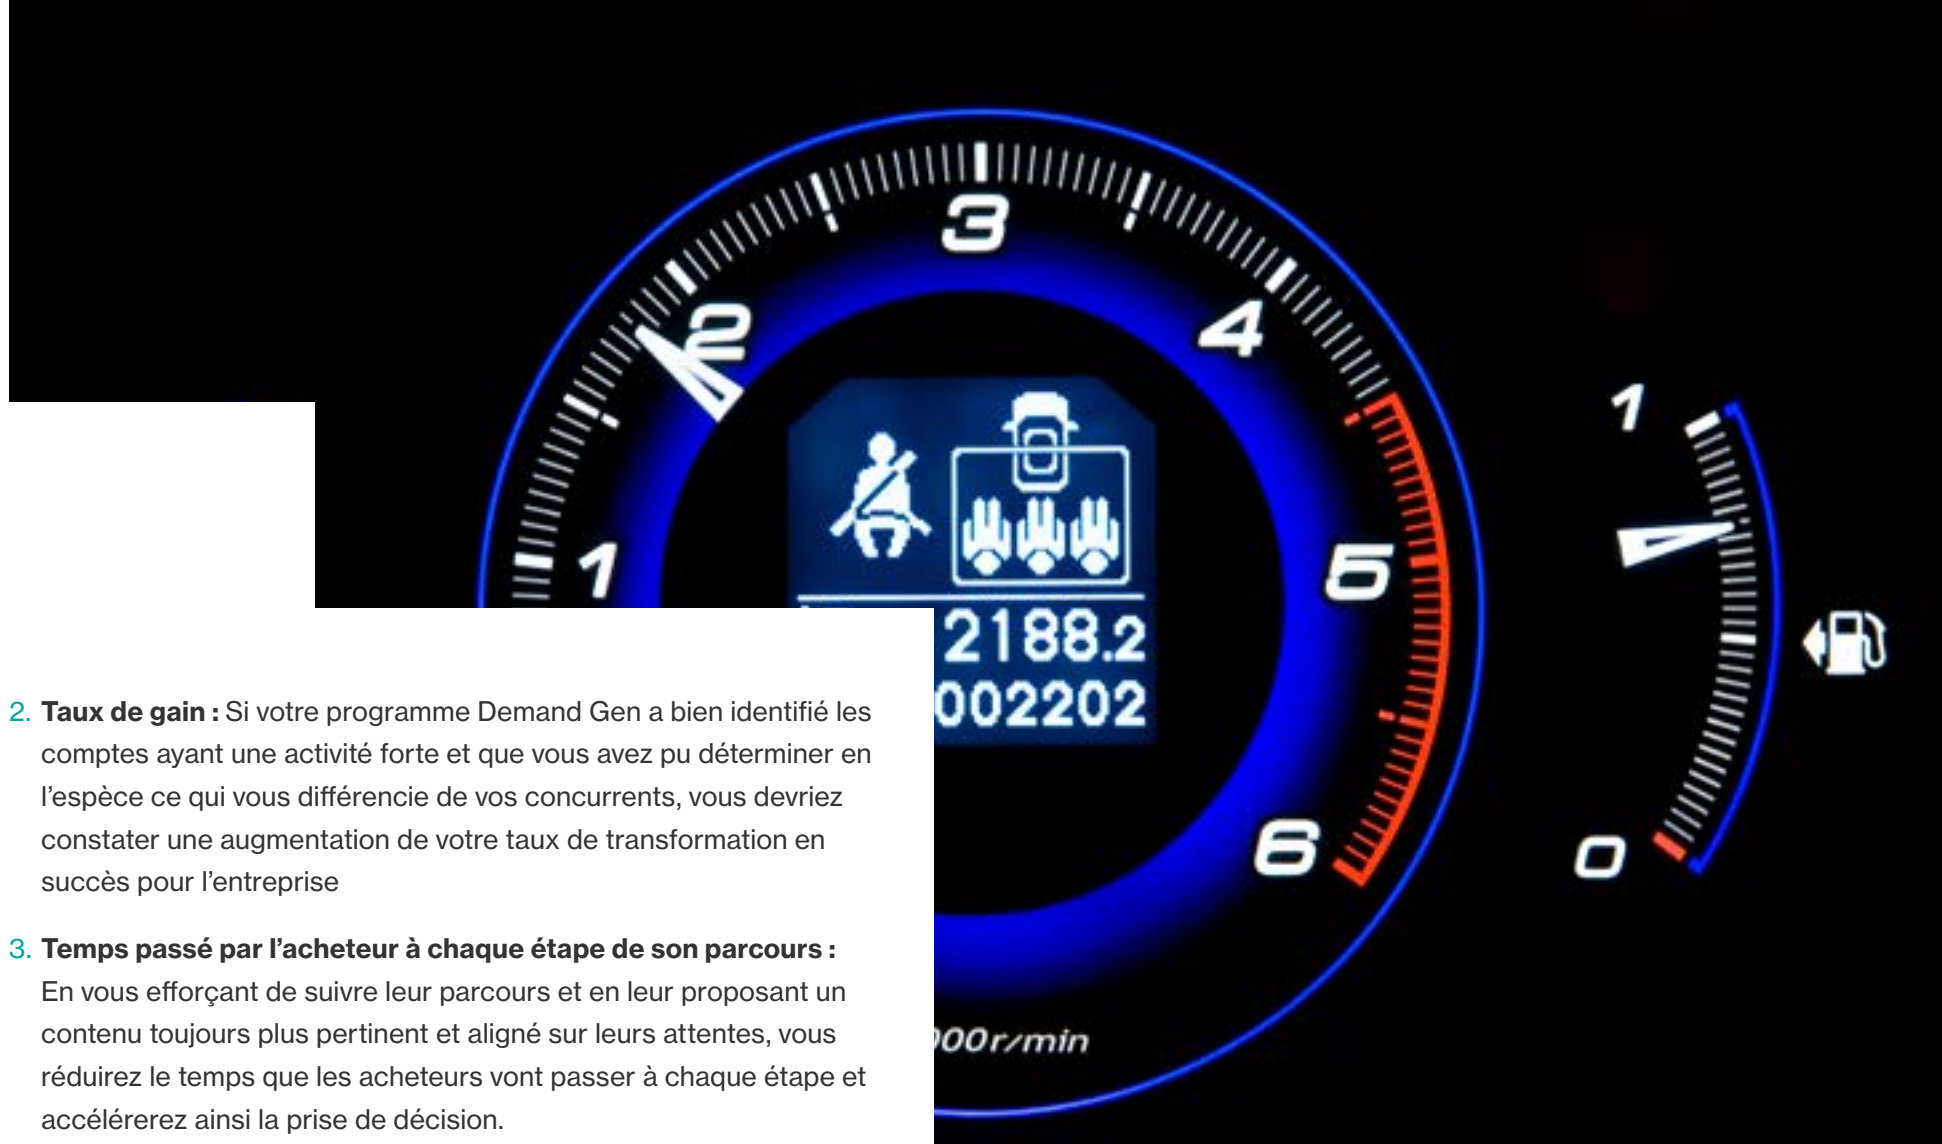 3
2
4
1
1
5
2188.2
002202
6
0
000r/min
2. Taux de gain : Si votre programme Demand Gen a bien identifié les
comptes ayant une activité forte et que vous avez pu déterminer en
l’espèce ce qui vous différencie de vos concurrents, vous devriez
constater une augmentation de votre taux de transformation en
succès pour l’entreprise
3. Temps passé par l’acheteur à chaque étape de son parcours :
En vous efforçant de suivre leur parcours et en leur proposant un
contenu toujours plus pertinent et aligné sur leurs attentes, vous
réduirez le temps que les acheteurs vont passer à chaque étape et
accélérerez ainsi la prise de décision.